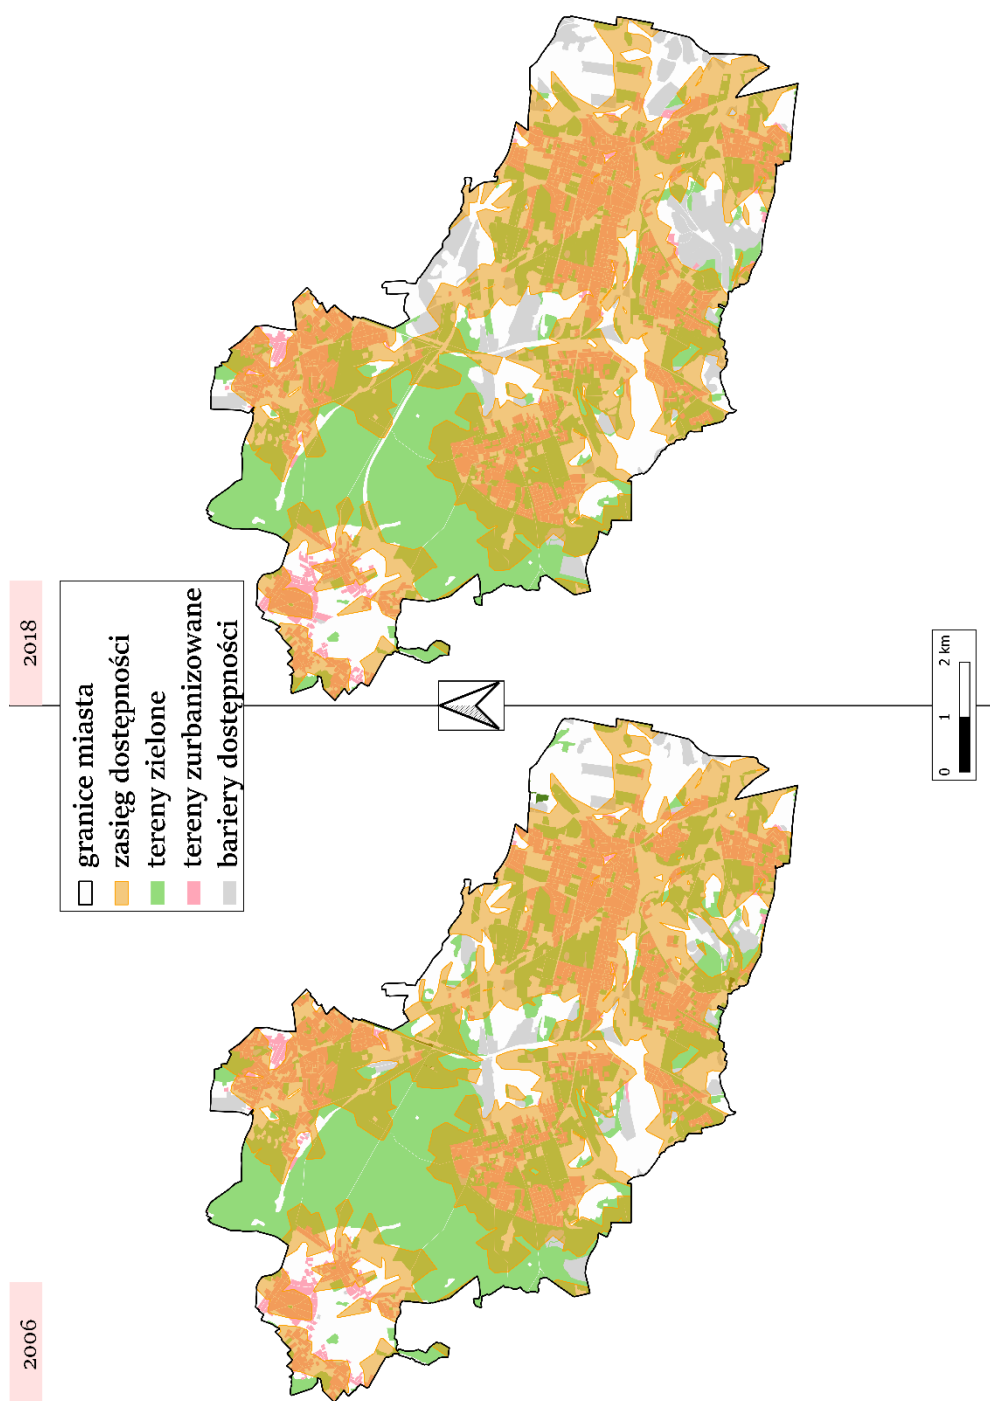 2006
2018
granice miasta
zasięg dostępności
tereny zielone
tereny zurbanizowane
bariery dostępności
0 1 2 km